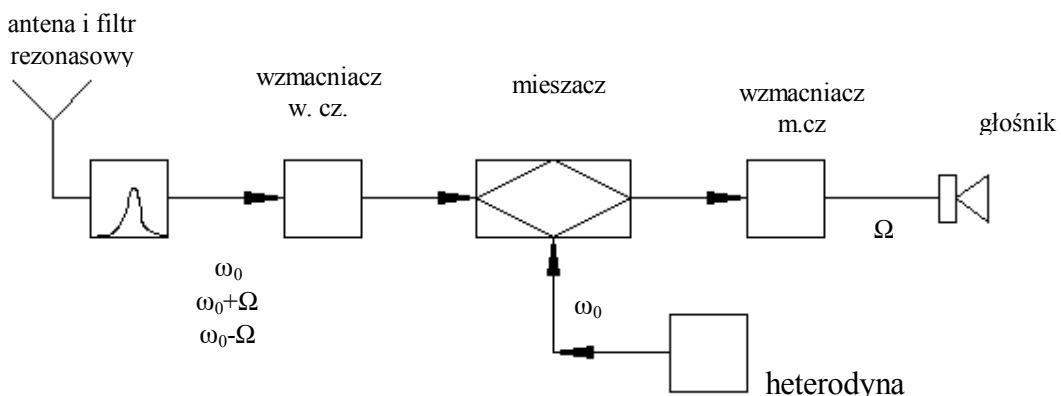 antena i filtr
rezonasowy
wzmacniacz
w. cz.
mieszacz
wzmacniacz
m.cz
głośnik
Ω
ω₀
ω₀+Ω
ω₀-Ω
ω₀
heterodyna